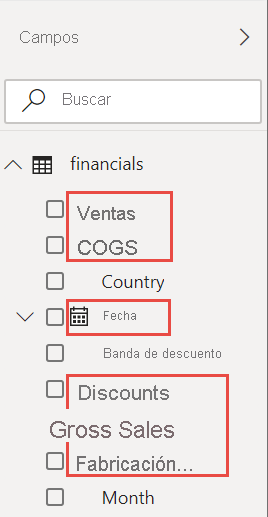 Campos
Buscar
financials
Ventas
COGS
Country
Fecha
Banda de descuento
Discounts
Gross Sales
Fabricación...
Month